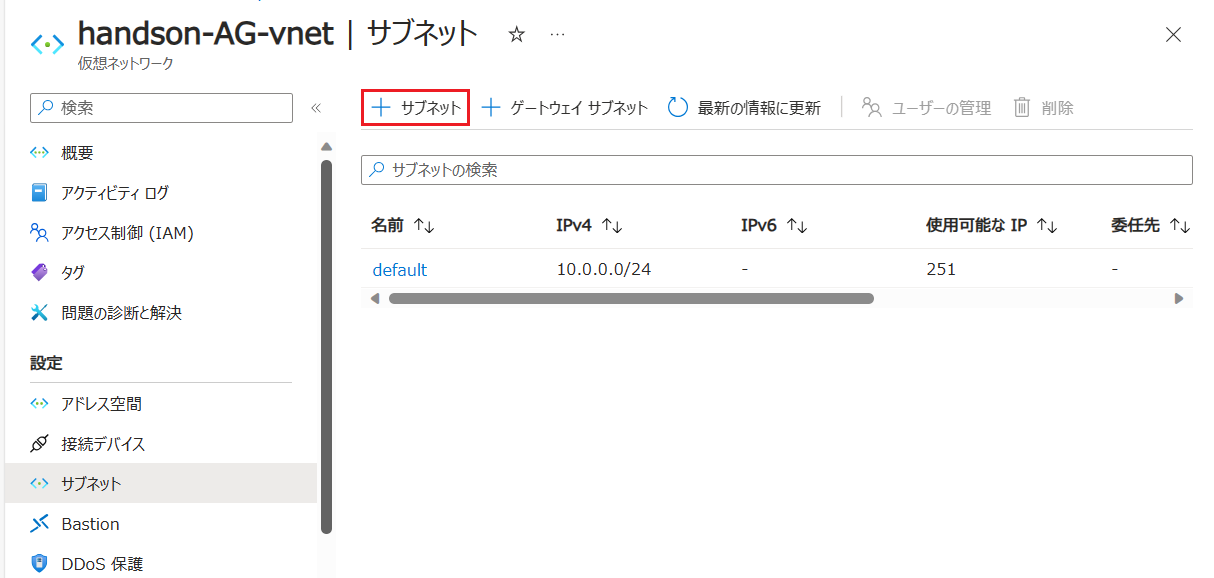 handson-AG-vnet | サブネット ☆ …
仮想ネットワーク
検索 «
概要
アクティビティ ログ
アクセス制御 (IAM)
タグ
問題の診断と解決
設定
アドレス空間
接続デバイス
サブネット
Bastion
DDoS 保護
+ サブネット + ゲートウェイ サブネット 最新の情報に更新 | ユーザーの管理 削除
サブネットの検索
名前 ↑↓ IPv4 ↑↓ IPv6 ↑↓ 使用可能な IP ↑↓ 委任先 ↑↓
default 10.0.0.0/24 - 251 -